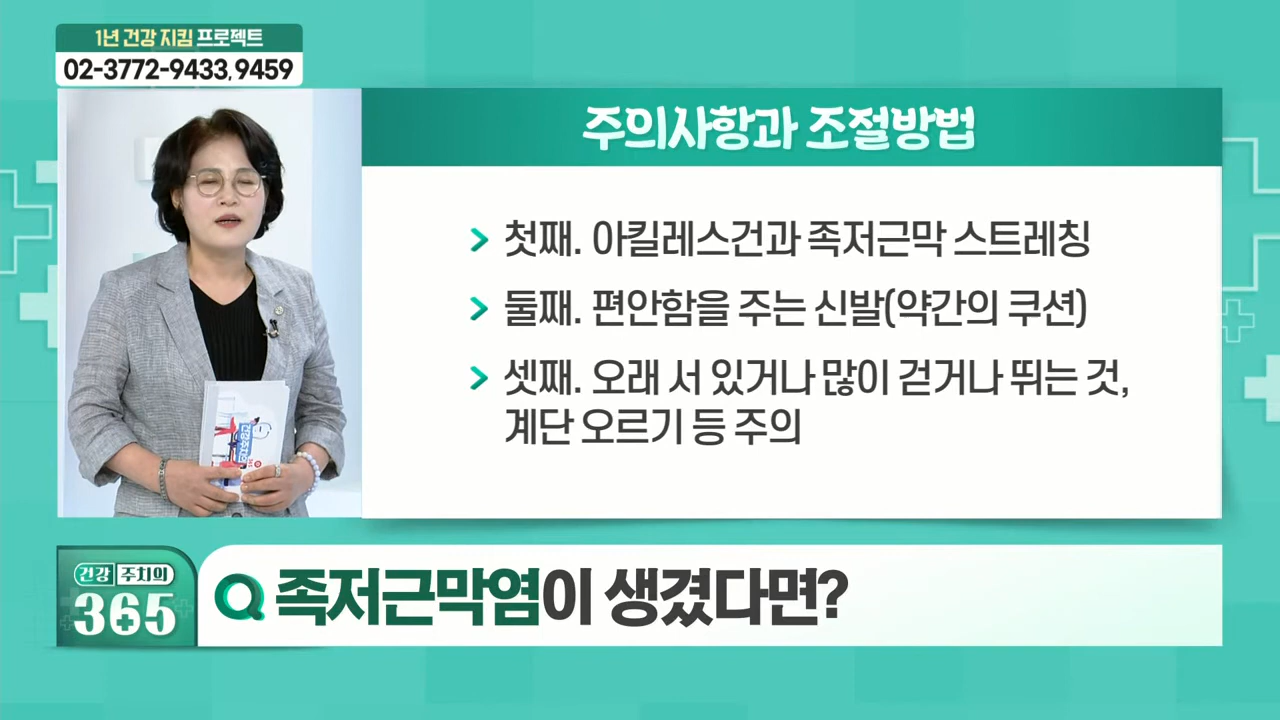 1년 건강 지킴 프로젝트
02-3772-9433, 9459
주의사항과 조절방법
첫째. 아킬레스건과 족저근막 스트레칭
둘째. 편안함을 주는 신발(약간의 쿠션)
셋째. 오래 서 있거나 많이 걷거나 뛰는 것,
계단 오르기 등 주의
건강 주치의
365
Q 족저근막염이 생겼다면?